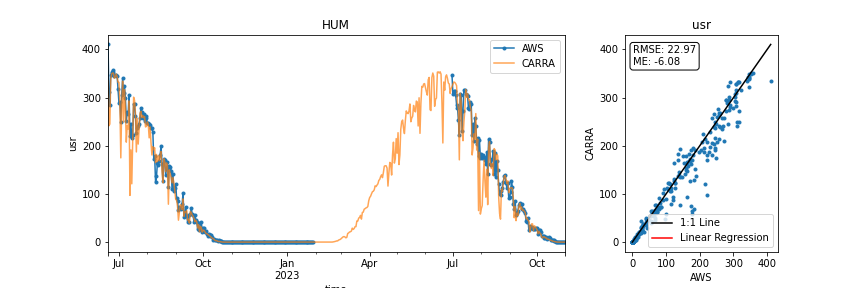 HUM
usr
400
300
200
100
0
usr
AWS
CARRA
Jul
Oct
Jan
2023
Apr
Jul
Oct
time
usr
400
300
200
100
0
CARRA
RMSE: 22.97
ME: -6.08
1:1 Line
Linear Regression
0
100
200
300
400
AWS